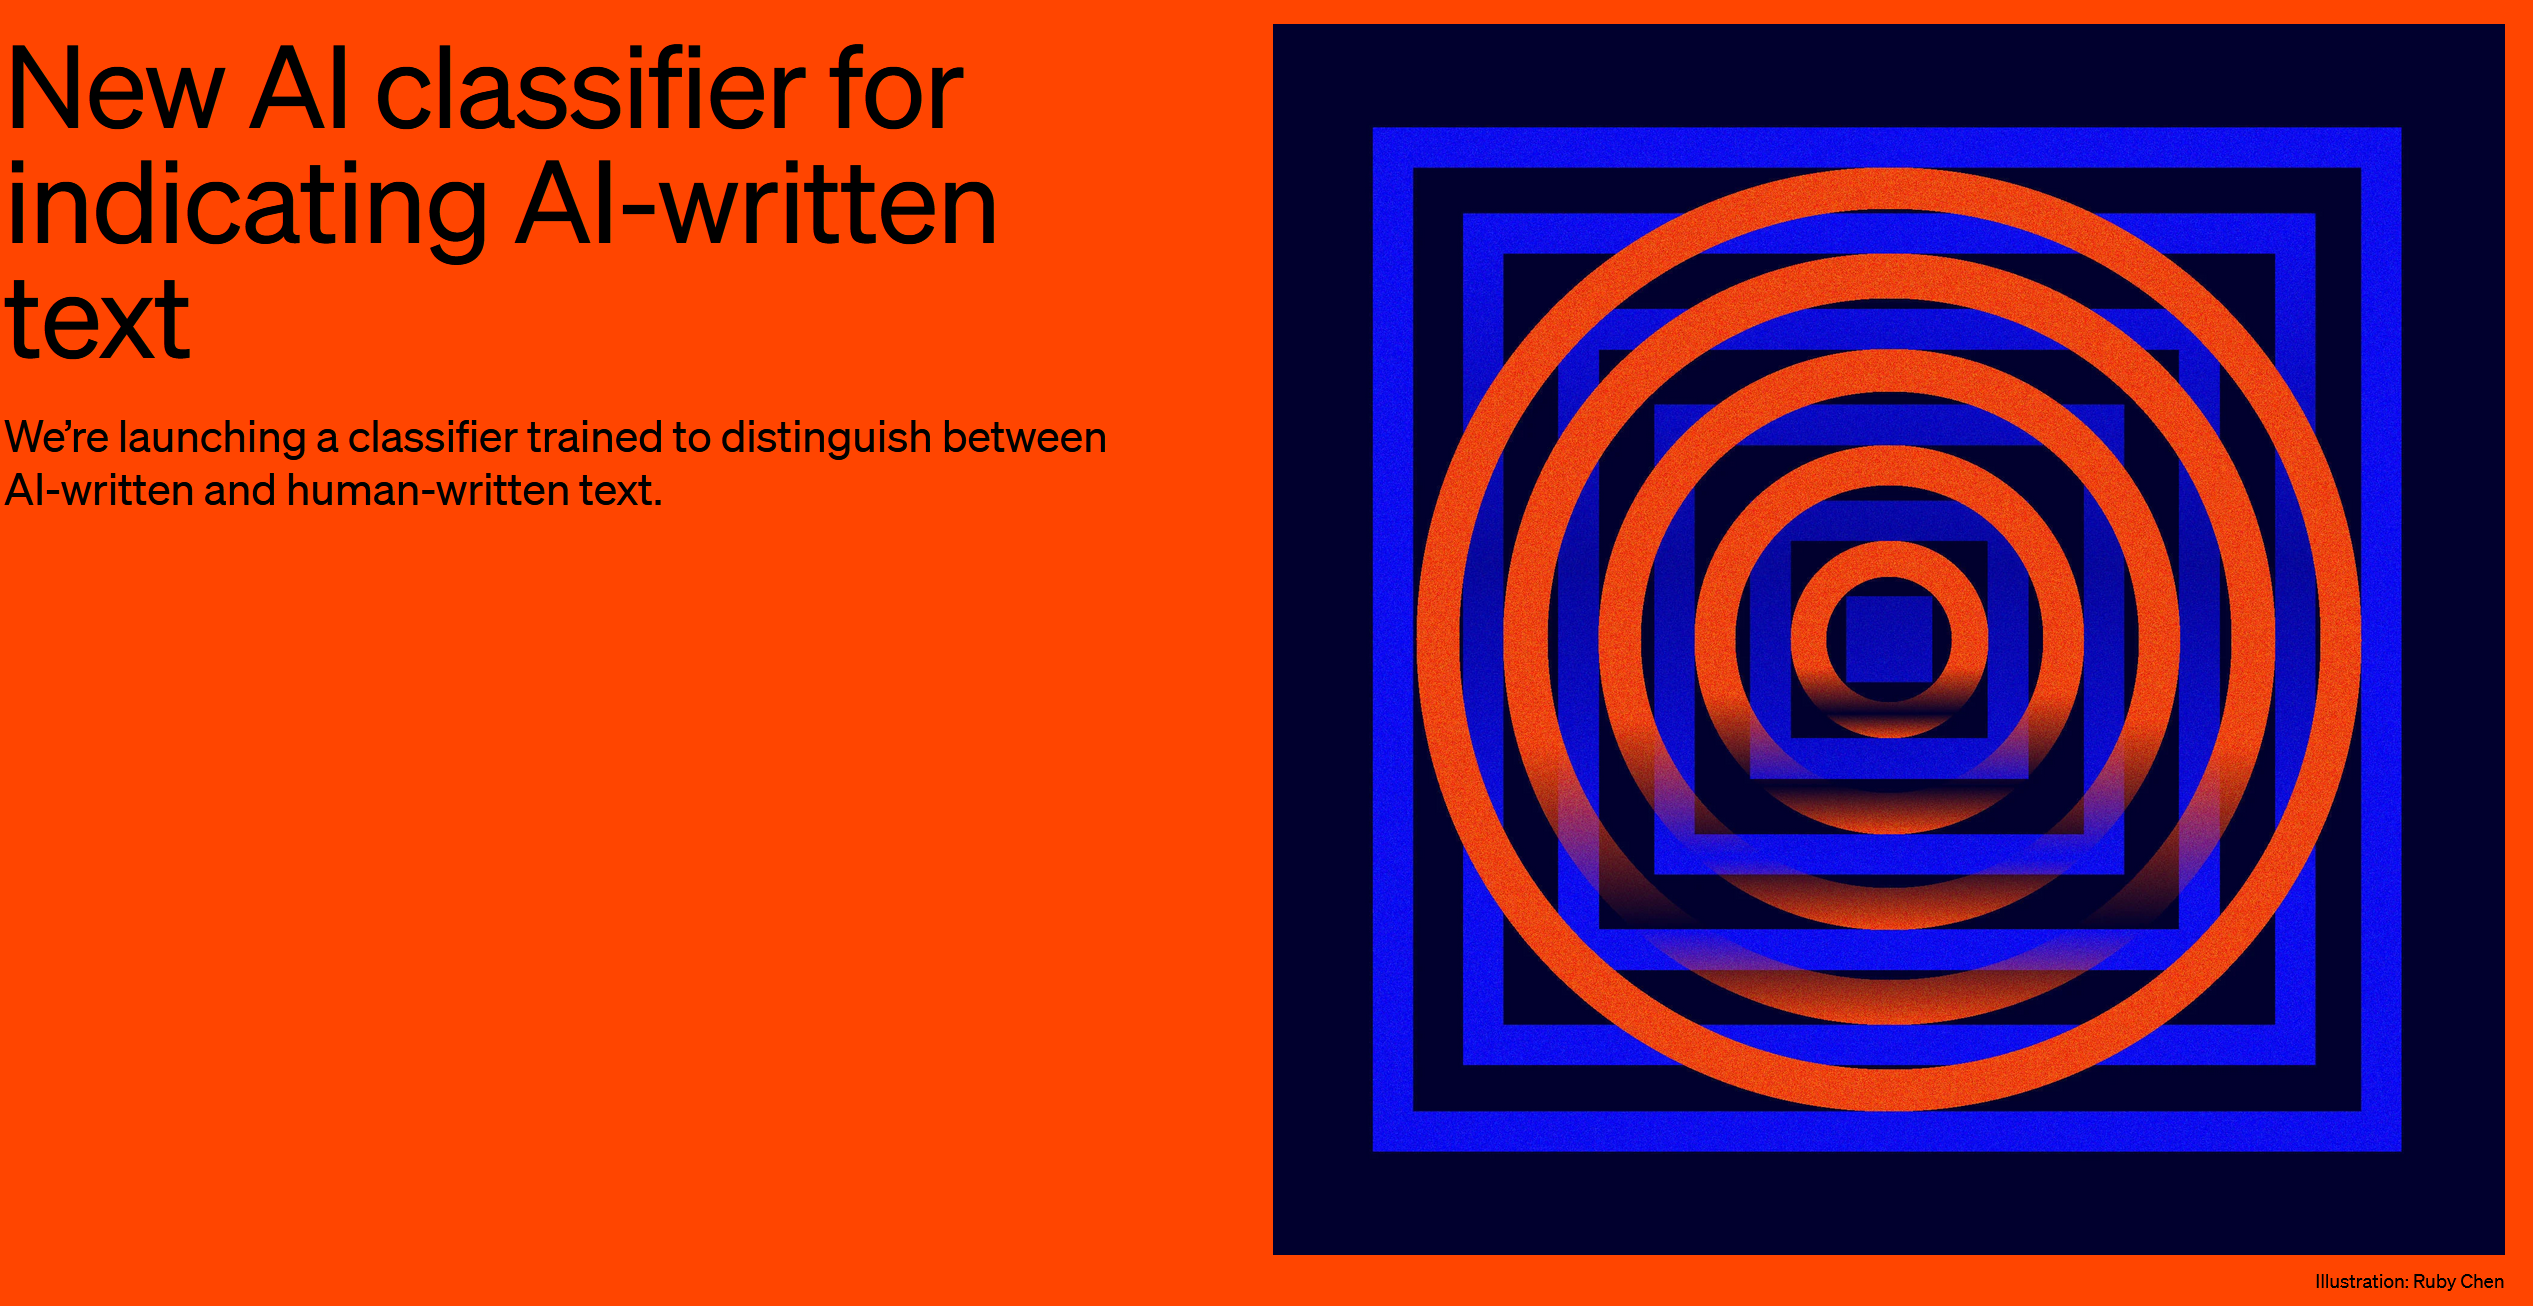 New AI classifier for
indicating AI-written
text
We’re launching a classifier trained to distinguish between
AI-written and human-written text.
Illustration: Ruby Chen